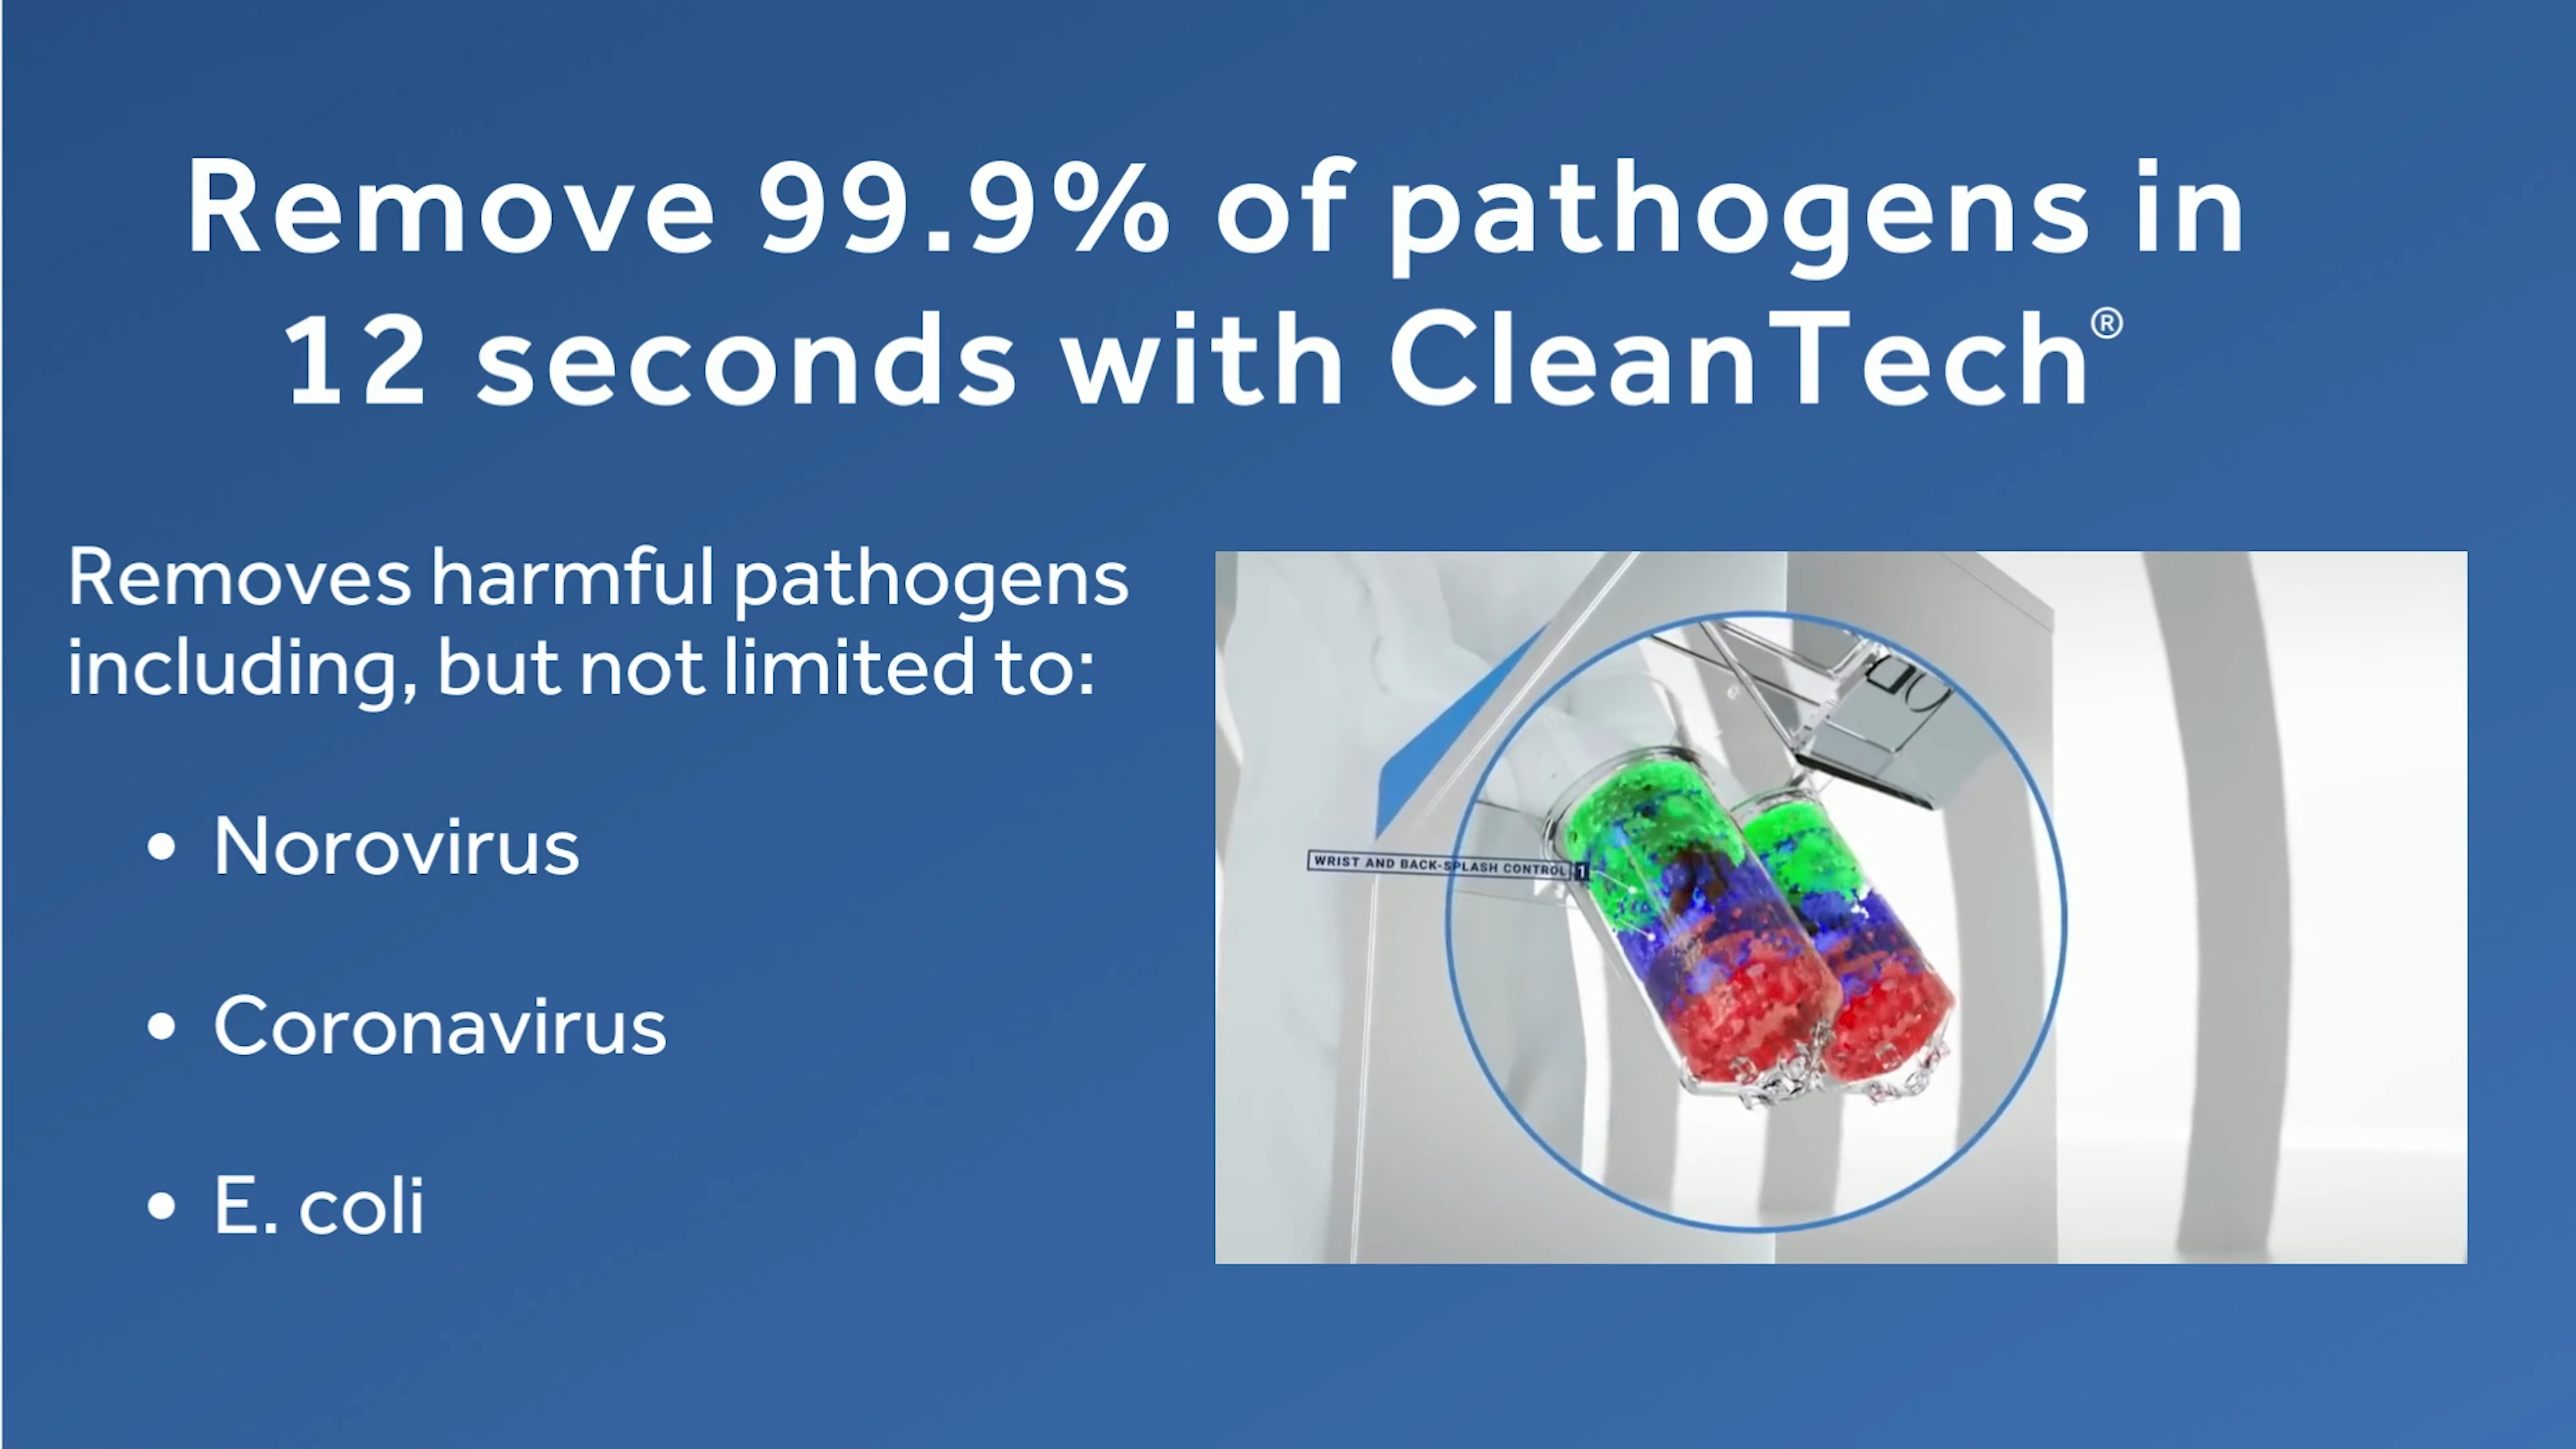 Remove 99.9% of pathogens in
12 seconds with CleanTech®
Removes harmful pathogens
including, but not limited to:
• Norovirus
• Coronavirus
• E. coli
WRIST AND BACK-SPLASH CONTROL 1